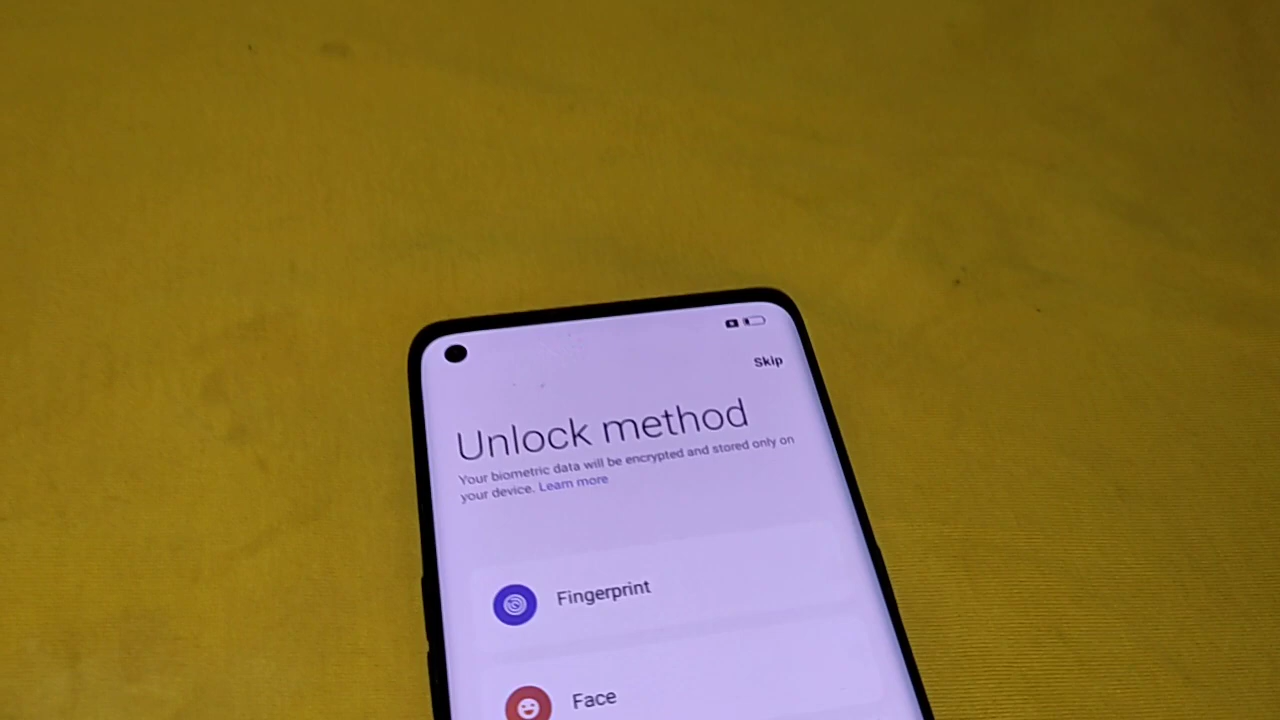 Skip
Unlock method
Your biometric data will be encrypted and stored only on
your device. Learn more
Fingerprint
Face